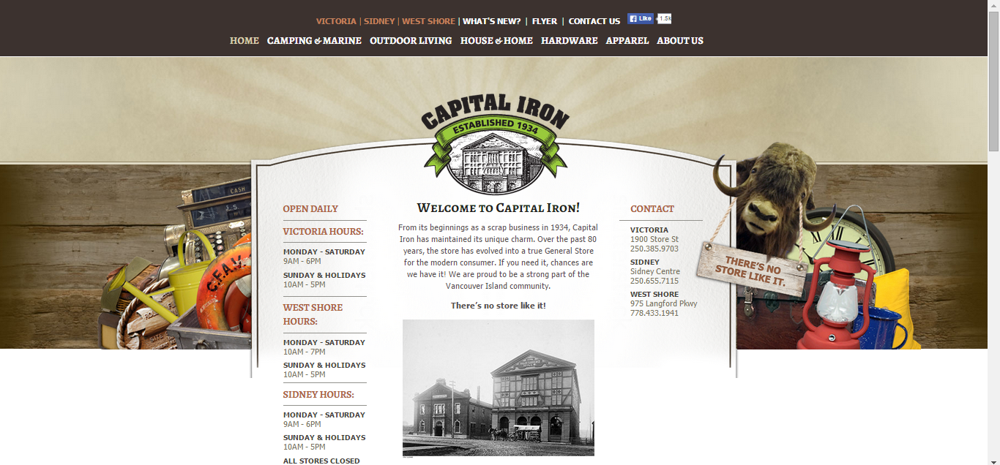 VICTORIA | SIDNEY | WEST SHORE | WHAT'S NEW? | FLYER | CONTACT US Like 1.5k
HOME CAMPING & MARINE OUTDOOR LIVING HOUSE & HOME HARDWARE APPAREL ABOUT US
CAPITAL IRON
ESTABLISHED 1934
OPEN DAILY
VICTORIA HOURS:
MONDAY - SATURDAY
9AM - 6PM
SUNDAY & HOLIDAYS
10AM - 5PM
WEST SHORE
HOURS:
MONDAY - SATURDAY
10AM - 7PM
SUNDAY & HOLIDAYS
10AM - 5PM
SIDNEY HOURS:
MONDAY - SATURDAY
9AM - 6PM
SUNDAY & HOLIDAYS
10AM - 5PM
ALL STORES CLOSED
Welcome to Capital Iron!
From its beginnings as a scrap business in 1934, Capital
Iron has maintained its unique charm. Over the past 80
years, the store has evolved into a true General Store
for the modern consumer. If you need it, chances are
we have it! We are proud to be a strong part of the
Vancouver Island community.
There's no store like it!
CONTACT
VICTORIA
1900 Store St
250.385.9703
SIDNEY
Sidney Centre
250.655.7115
WEST SHORE
975 Langford Pkwy
778.433.1941
THERE'S NO
STORE LIKE IT.
CASH
C.F.A.V.